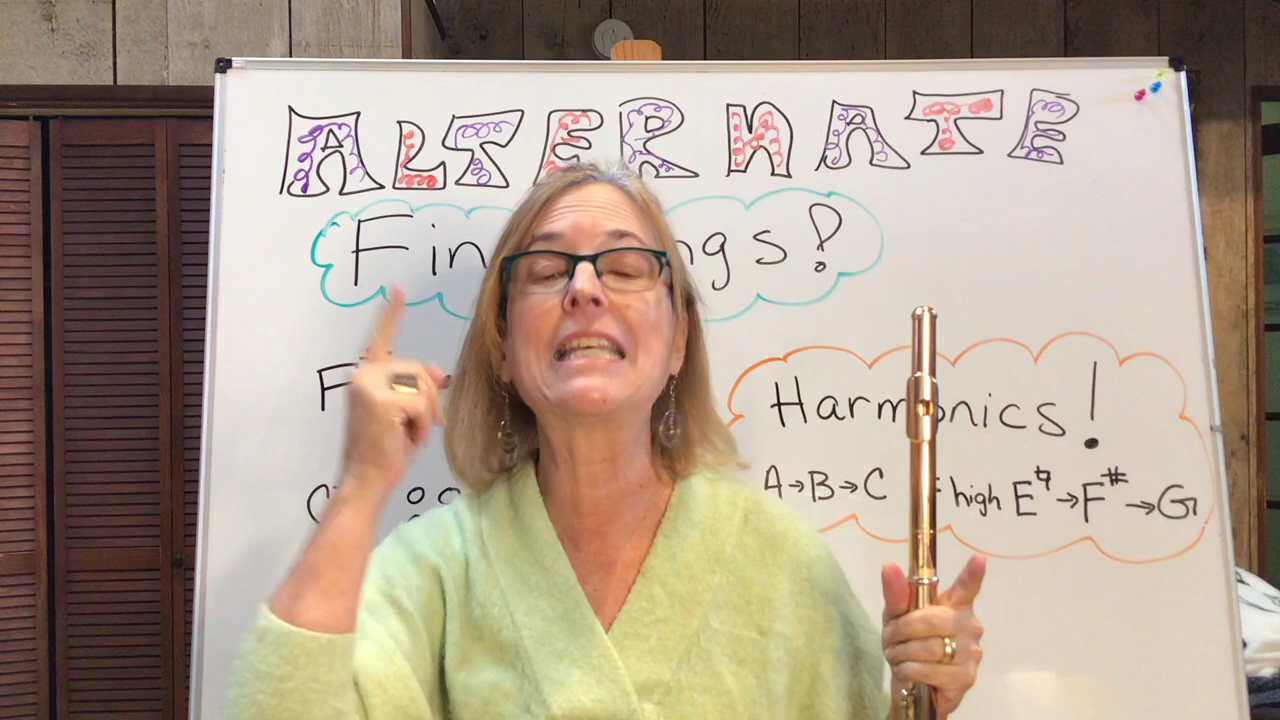 ALTERNATE
Fin ngs!
F
Harmonics!
A→B→C high E♮→F#→G